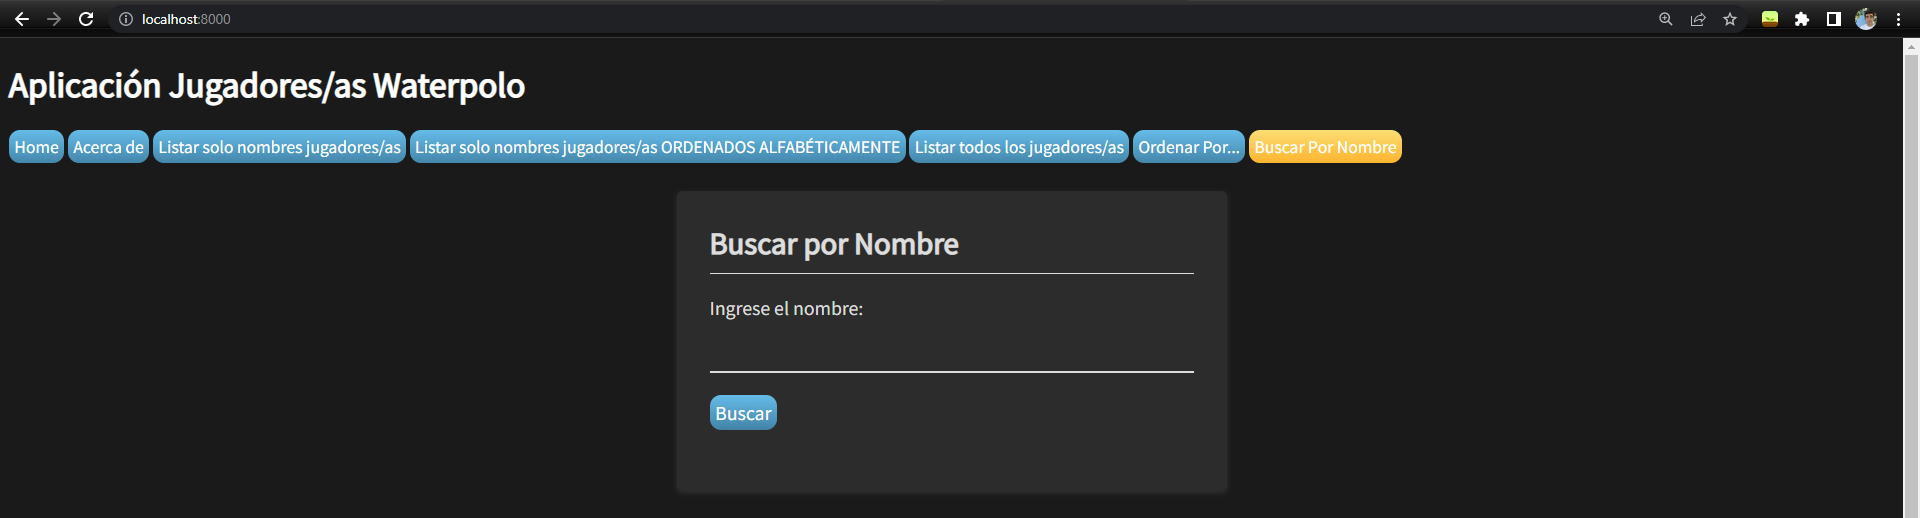 localhost:8000
Aplicación Jugadores/as Waterpolo
Home Acerca de Listar solo nombres jugadores/as Listar solo nombres jugadores/as ORDENADOS ALFABÉTICAMENTE Listar todos los jugadores/as Ordenar Por... Buscar Por Nombre
Buscar por Nombre
Ingrese el nombre:
Buscar